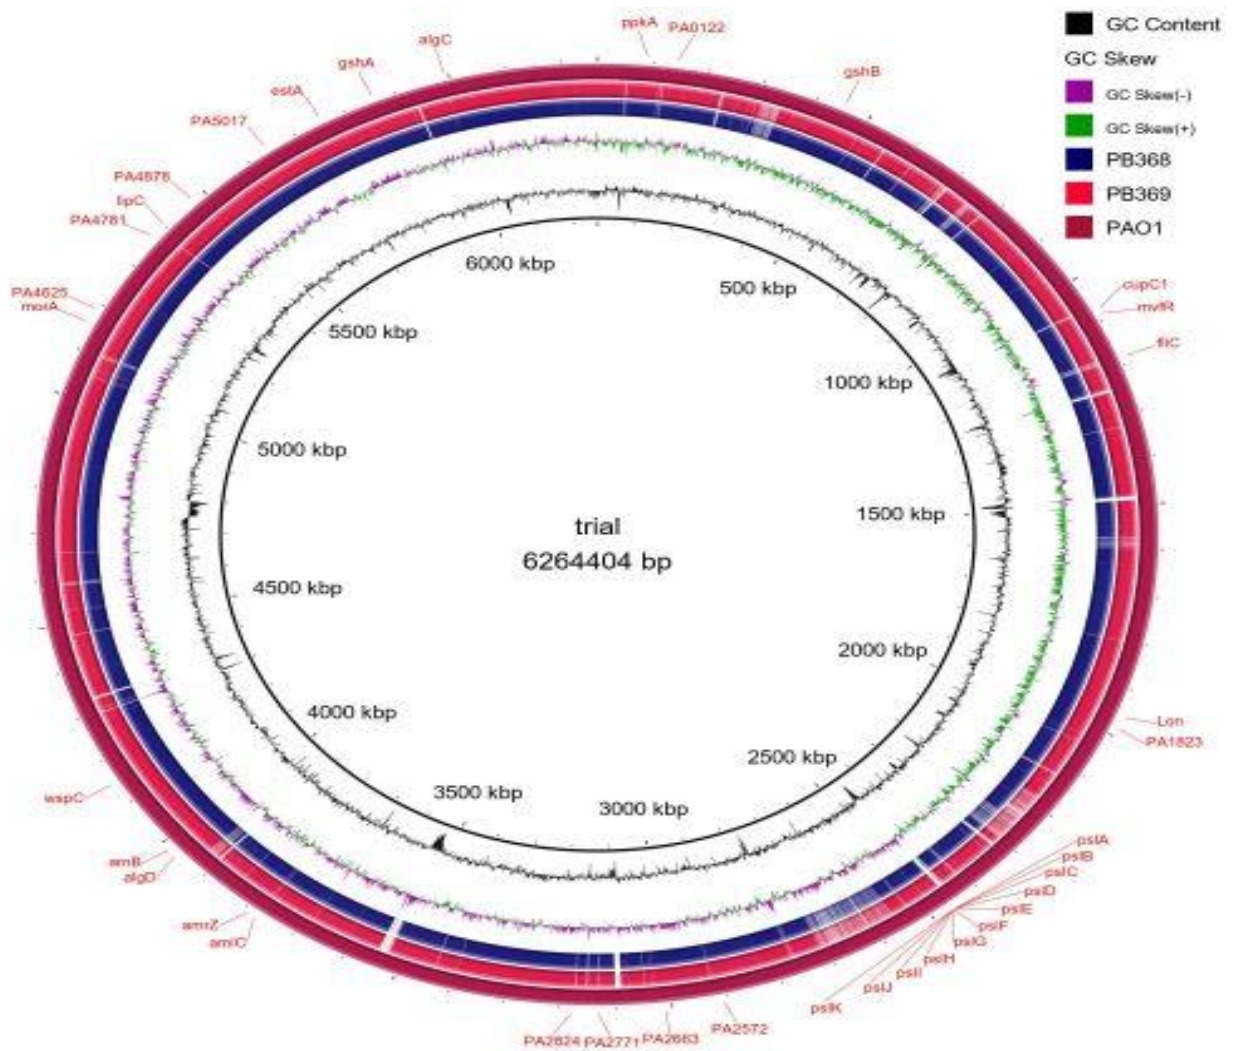 ppkA
PA0122
gshB
algC
gshA
estA
PA5017
PA4878
lipC
PA4781
PA4625
morA
GC Content
GC Skew
GC Skew(-)
GC Skew(+)
PB368
PB369
PAO1
cupC1
mvfR
fliC
6000 kbp
500 kbp
5500 kbp
1000 kbp
5000 kbp
1500 kbp
trial
6264404 bp
4500 kbp
2000 kbp
4000 kbp
2500 kbp
3500 kbp
3000 kbp
Lon
PA1823
wspC
algD
amrZ
pslA
pslB
pslC
pslD
pslE
pslF
pslG
pslH
pslI
pslJ
pslK
PA2824
PA2771
PA2663
PA2572